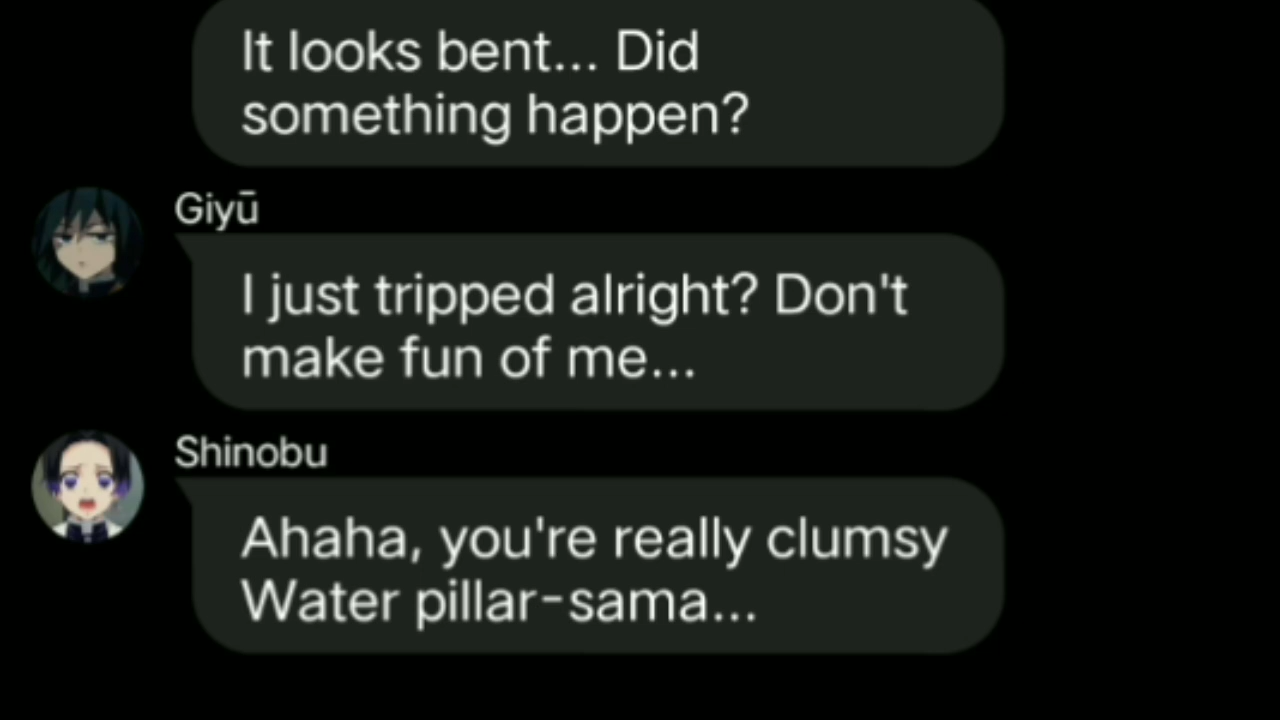 It looks bent... Did
something happen?
Giyū
I just tripped alright? Don't
make fun of me...
Shinobu
Ahaha, you're really clumsy
Water pillar-sama...